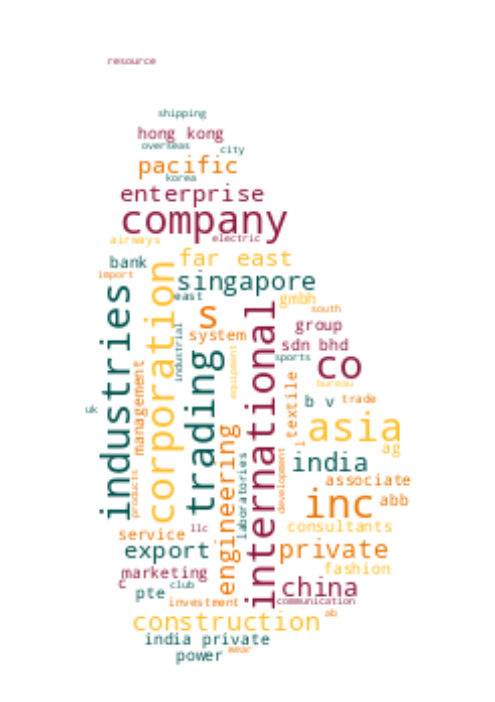 resource
shipping
hong kong
overseas
city
pacific
korea
enterprise
company
airways
electric
bank
far east
import
singapore
east
gmbh
industries
corporation
s
south
group
system
industrial
trading
international
sdn bhd
sports
co
equipment
bureau
management
textile
b v
trade
uk
asia
l
ag
engineering
laboratories
india
development
products
associate
inc
abb
llc
consultants
service
export
private
fashion
marketing
c
club
china
pte
investment
communication
ab
construction
india private
wear
power